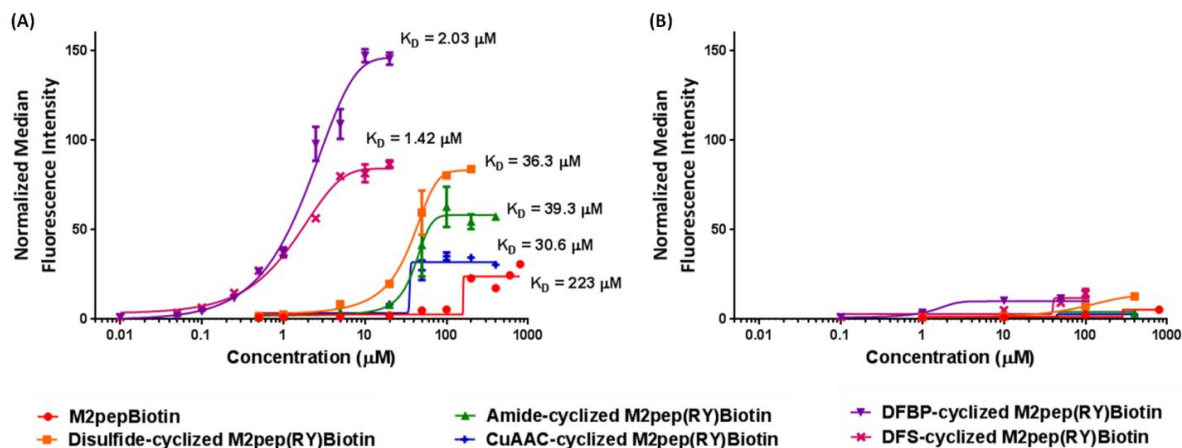 (A)
Normalized Median
Fluorescence Intensity
150
100
50
0
K_D = 2.03 μM
K_D = 1.42 μM
K_D = 36.3 μM
K_D = 39.3 μM
K_D = 30.6 μM
K_D = 223 μM
0.01 0.1 1 10 100 1000
Concentration (μM)
(B)
Normalized Median
Fluorescence Intensity
150
100
50
0
0.01 0.1 1 10 100 1000
Concentration (μM)
M2pepBiotin
Disulfide-cyclized M2pep(RY)Biotin
Amide-cyclized M2pep(RY)Biotin
CuAAC-cyclized M2pep(RY)Biotin
DFBP-cyclized M2pep(RY)Biotin
DFS-cyclized M2pep(RY)Biotin